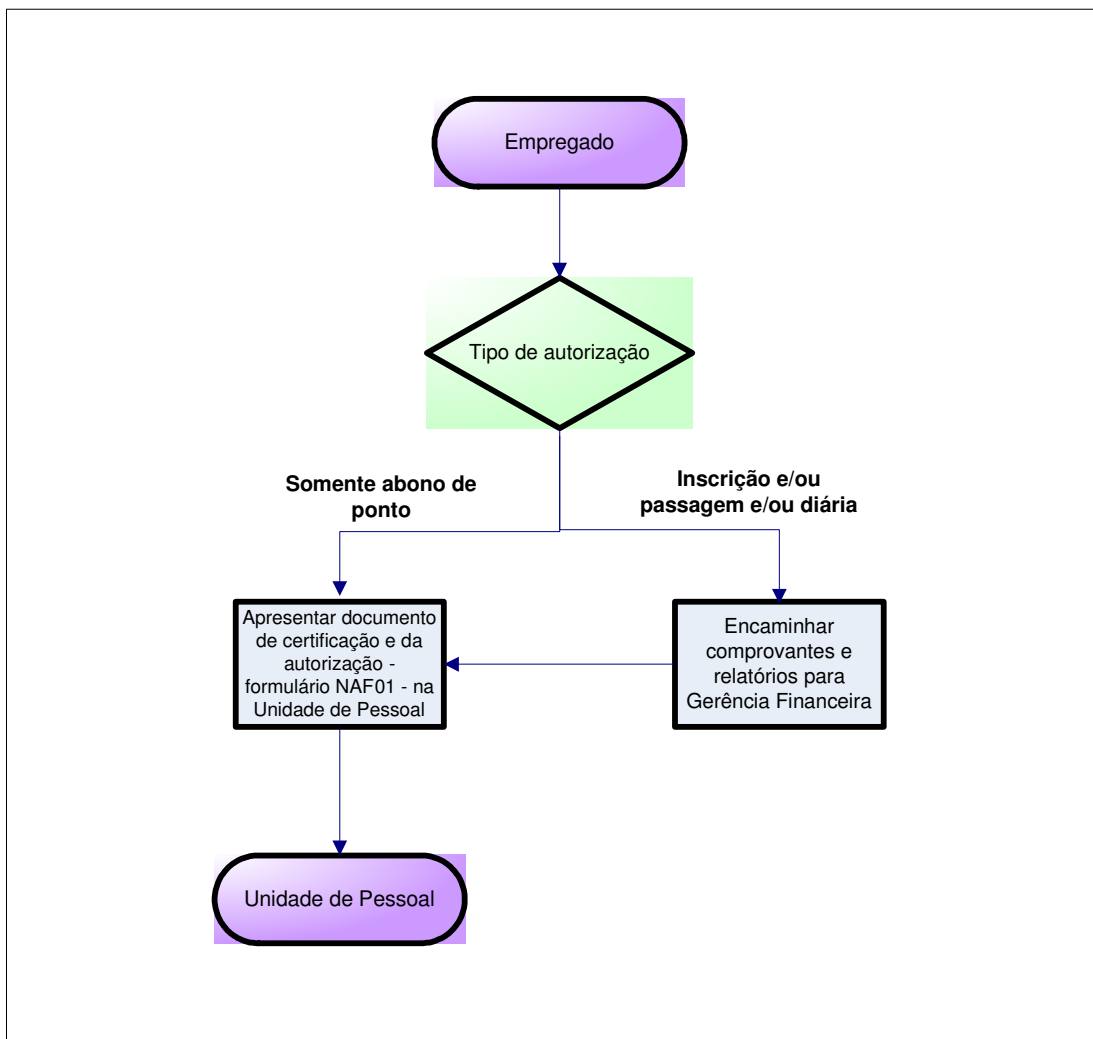 Empregado
Tipo de autorização
Somente abono de
ponto
Inscrição e/ou
passagem e/ou diária
Apresentar documento
de certificação e da
autorização -
formulário NAF01 - na
Unidade de Pessoal
Encaminhar
comprovantes e
relatórios para
Gerência Financeira
Unidade de Pessoal